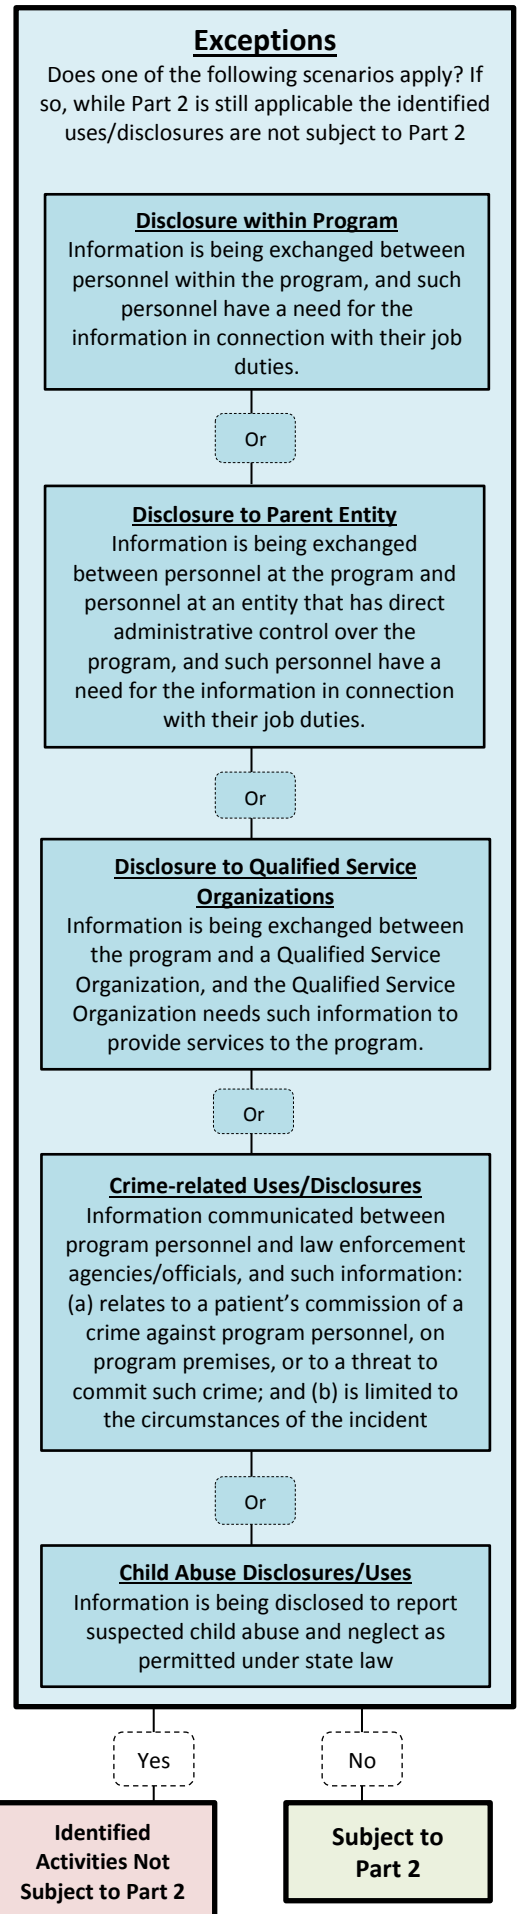 Exceptions
Does one of the following scenarios apply? If
so, while Part 2 is still applicable the identified
uses/disclosures are not subject to Part 2
Disclosure within Program
Information is being exchanged between
personnel within the program, and such
personnel have a need for the
information in connection with their job
duties.
Or
Disclosure to Parent Entity
Information is being exchanged
between personnel at the program and
personnel at an entity that has direct
administrative control over the
program, and such personnel have a
need for the information in connection
with their job duties.
Or
Disclosure to Qualified Service
Organizations
Information is being exchanged between
the program and a Qualified Service
Organization, and the Qualified Service
Organization needs such information to
provide services to the program.
Or
Crime-related Uses/Disclosures
Information communicated between
program personnel and law enforcement
agencies/officials, and such information:
(a) relates to a patient’s commission of a
crime against program personnel, on
program premises, or to a threat to
commit such crime; and (b) is limited to
the circumstances of the incident
Or
Child Abuse Disclosures/Uses
Information is being disclosed to report
suspected child abuse and neglect as
permitted under state law
Yes
No
Identified
Activities Not
Subject to Part 2
Subject to
Part 2